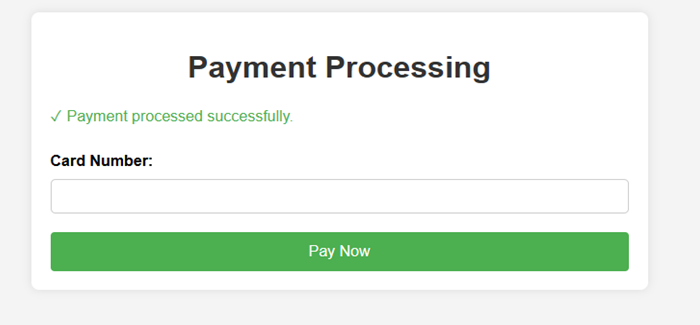 Payment Processing
✓ Payment processed successfully.
Card Number:
Pay Now